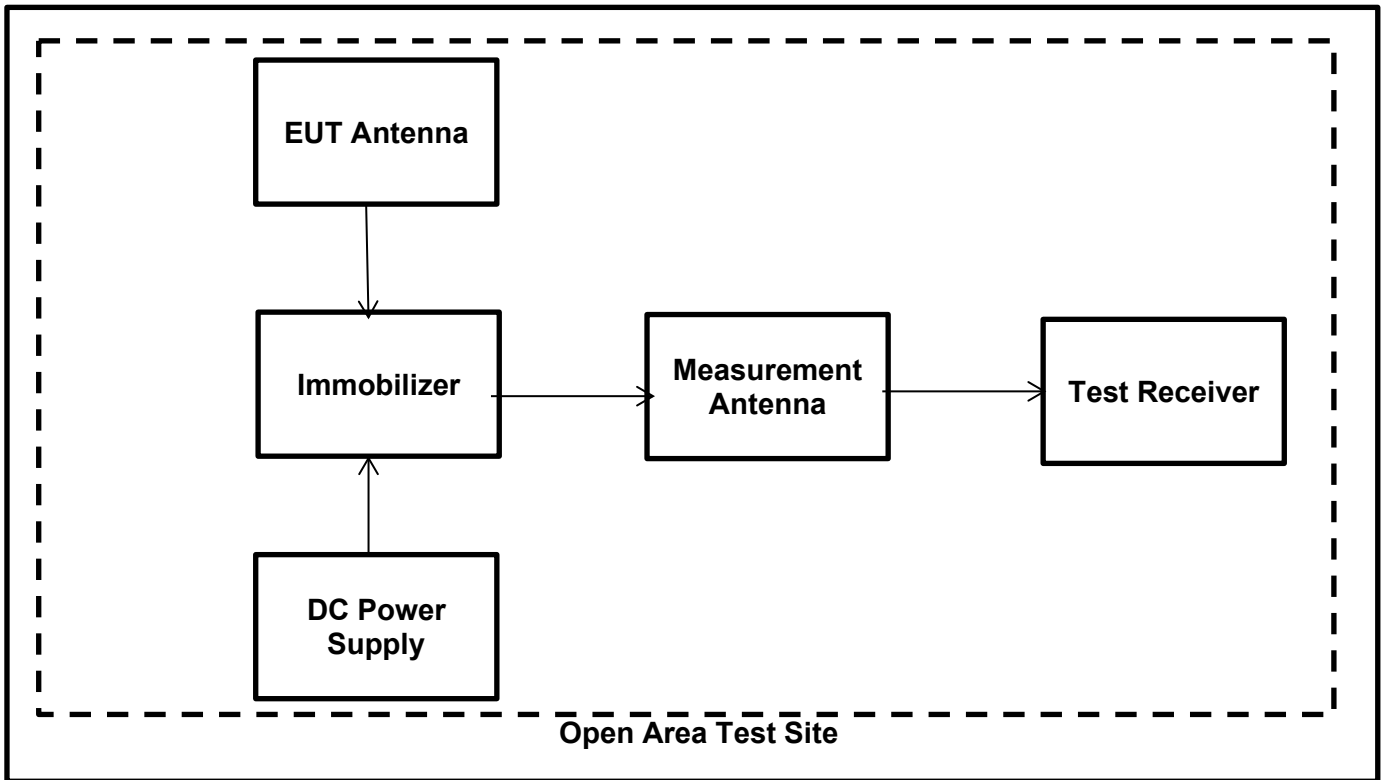 EUT Antenna
Immobilizer
Measurement
Antenna
Test Receiver
DC Power
Supply
Open Area Test Site